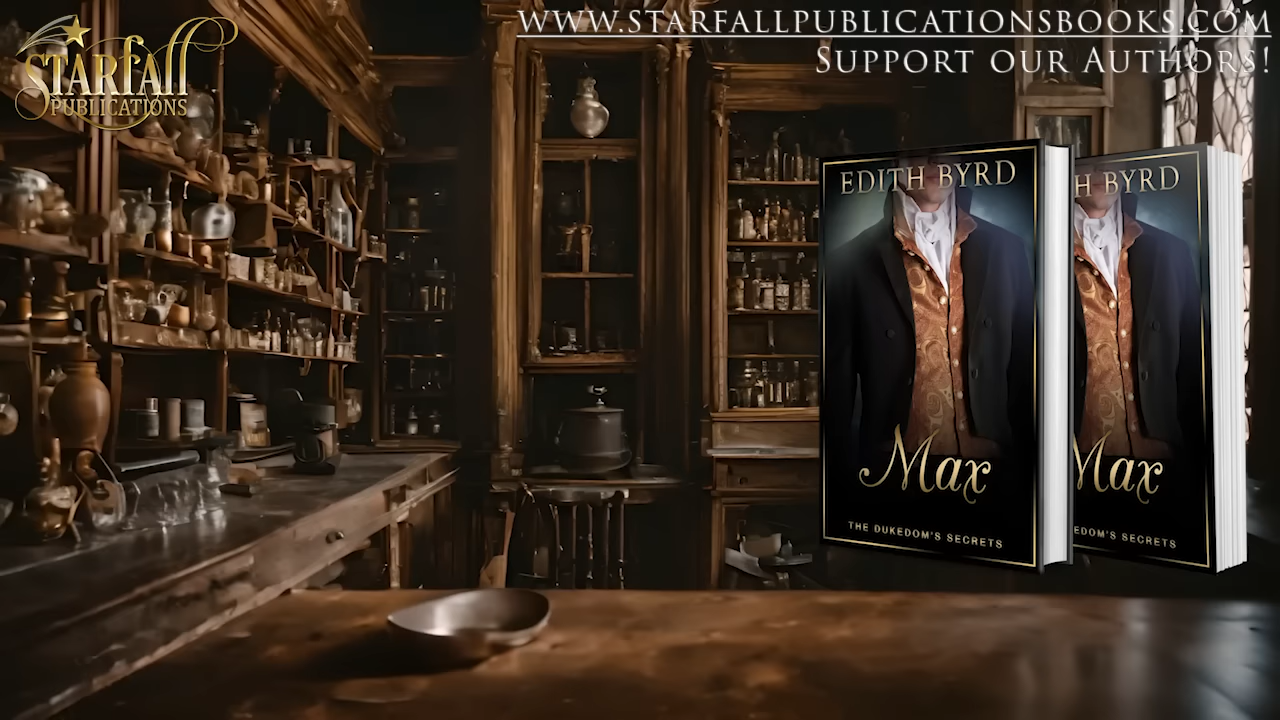 STARfall
PUBLICATIONS
WWW.STARFALLPUBLICATIONSBOOKS.COM
SUPPORT OUR AUTHORS!
EDITH BYRD
Max
THE DUKEDOM'S SECRETS
H BYRD
Max
EDOM'S SECRETS